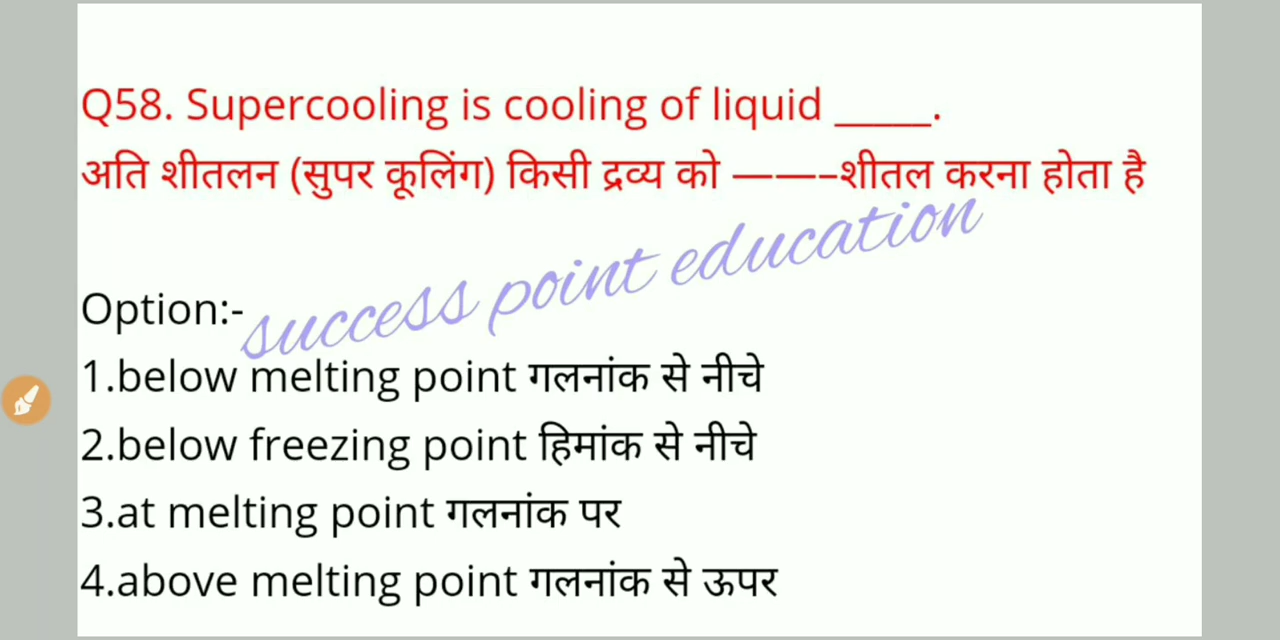 Q58. Supercooling is cooling of liquid _____.
अति शीतलन (सुपर कूलिंग) किसी द्रव्य को ———शीतल करना होता है
success point education
Option:-
1.below melting point गलनांक से नीचे
2.below freezing point हिमांक से नीचे
3.at melting point गलनांक पर
4.above melting point गलनांक से ऊपर